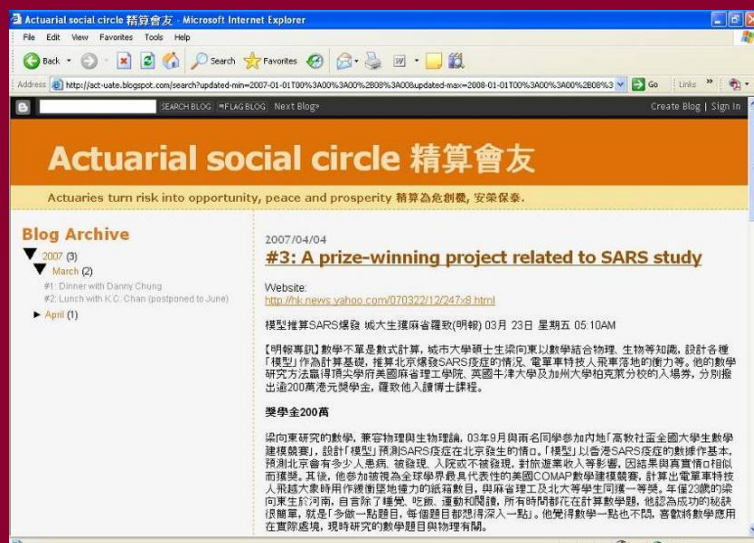 Actuarial social circle 精算會友 - Microsoft Internet Explorer
File Edit View Favorites Tools Help
Back Search Favorites
Address http://act-uate.blogspot.com/search?updated-min=2007-01-01T00%3A00%3A00%2B08%3A00&updated-max=2008-01-01T00%3A00%3A00%2B08%3 Go Links
SEARCH BLOG FLAG BLOG Next Blog» Create Blog | Sign In
Actuarial social circle 精算會友
Actuaries turn risk into opportunity, peace and prosperity 精算為危創機, 安榮保泰.
Blog Archive
▼ 2007 (3)
▼ March (2)
#1: Dinner with Danny Chung
#2: Lunch with K.C. Chan (postponed to June)
► April (1)
2007/04/04
#3: A prize-winning project related to SARS study
Website:
http://hk.news.yahoo.com/070322/12/247x8.html
模型推算SARS爆發 城大生獲麻省羅致(明報) 03月 23日 星期五 05:10AM
【明報專訊】數學不單是數式計算，城市大學碩士生梁向東以數學結合物理、生物等知識，設計各種
「模型」作為計算基礎，推算北京爆發SARS疫症的情況、電單車特技人飛車落地的衝力等。他的數學
研究方法贏得頂尖學府美國麻省理工學院、英國牛津大學及加州大學柏克萊分校的入場券，分別撥
出逾200萬港元獎學金，羅致他入讀博士課程。
獎學金200萬
梁向東研究的數學，兼容物理與生物理論，03年9月與兩名同學參加內地「高教社盃全國大學生數學
建模競賽」，設計「模型」預測SARS疫症在北京發生的情□。「模型」以香港SARS疫症的數據作基本，
預測北京會有多少人患病、被發現、入院或不被發現，對旅遊業收入等影響，因結果與真實情□相似
而獲獎。其後，他參加被視為全球學界最具代表性的美國COMAP數學建模競賽，計算出電單車特技
人飛越大象時用作緩衝墜地撞力的紙箱數目，與麻省理工及北大等學生同獲一等獎。年僅23歲的梁
向東生於河南，自言除了睡覺、吃飯、運動和閱讀，所有時間都花在計算數學題，他認為成功的秘訣
很簡單，就是「多做一點題目，每個題目都想得深入一點」。他覺得數學一點也不悶，喜歡將數學應用
在實際處境，現時研究的數學題目與物理有關。